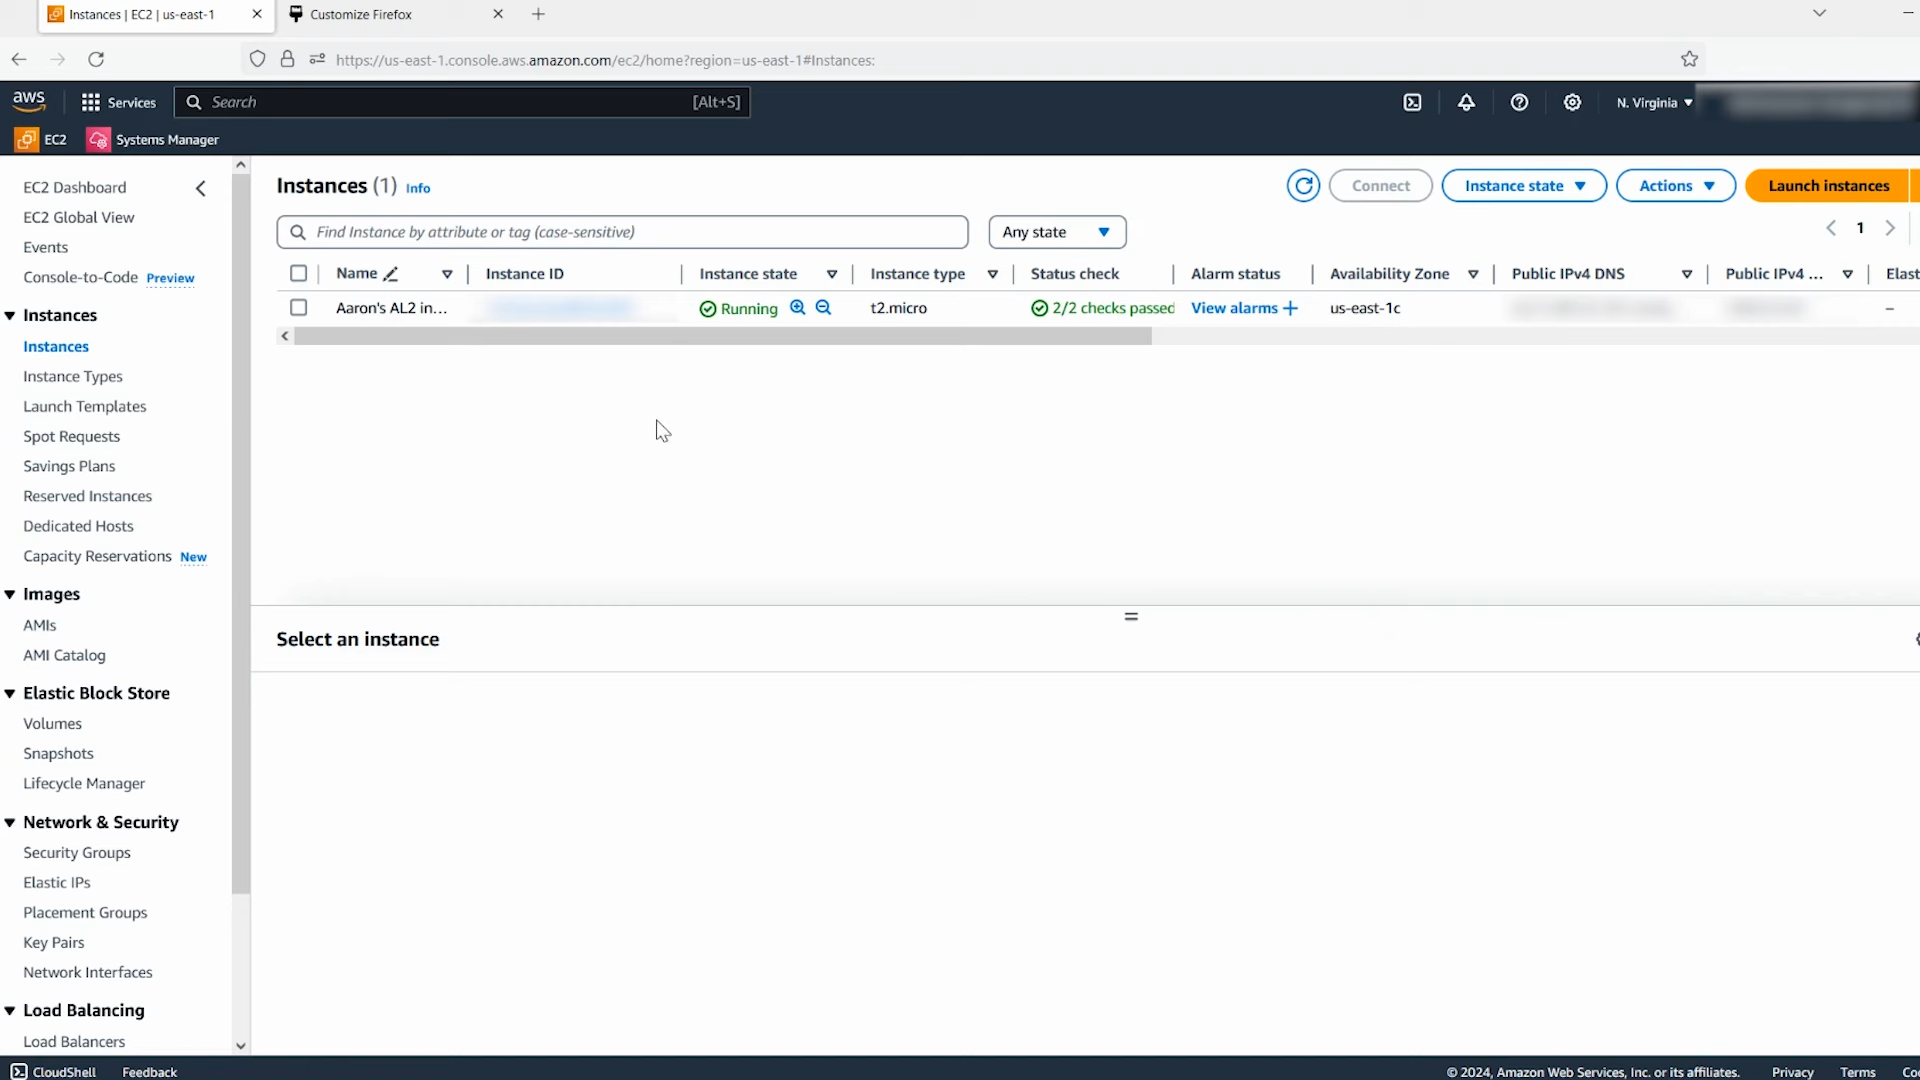 Instances | EC2 | us-east-1
Customize Firefox
https://us-east-1.console.aws.amazon.com/ec2/home?region=us-east-1#Instances:
aws
Services
Search
[Alt+S]
N. Virginia
EC2
Systems Manager
EC2 Dashboard
EC2 Global View
Events
Console-to-Code Preview
Instances
Instances
Instance Types
Launch Templates
Spot Requests
Savings Plans
Reserved Instances
Dedicated Hosts
Capacity Reservations New
Images
AMIs
AMI Catalog
Elastic Block Store
Volumes
Snapshots
Lifecycle Manager
Network & Security
Security Groups
Elastic IPs
Placement Groups
Key Pairs
Network Interfaces
Load Balancing
Load Balancers
Instances (1) Info
Connect
Instance state
Actions
Launch instances
Find Instance by attribute or tag (case-sensitive)
Any state
1
Name
Instance ID
Instance state
Instance type
Status check
Alarm status
Availability Zone
Public IPv4 DNS
Public IPv4 ...
Elast
Aaron's AL2 in...
Running
t2.micro
2/2 checks passed
View alarms +
us-east-1c
–
Select an instance
CloudShell
Feedback
© 2024, Amazon Web Services, Inc. or its affiliates.
Privacy
Terms
Coo